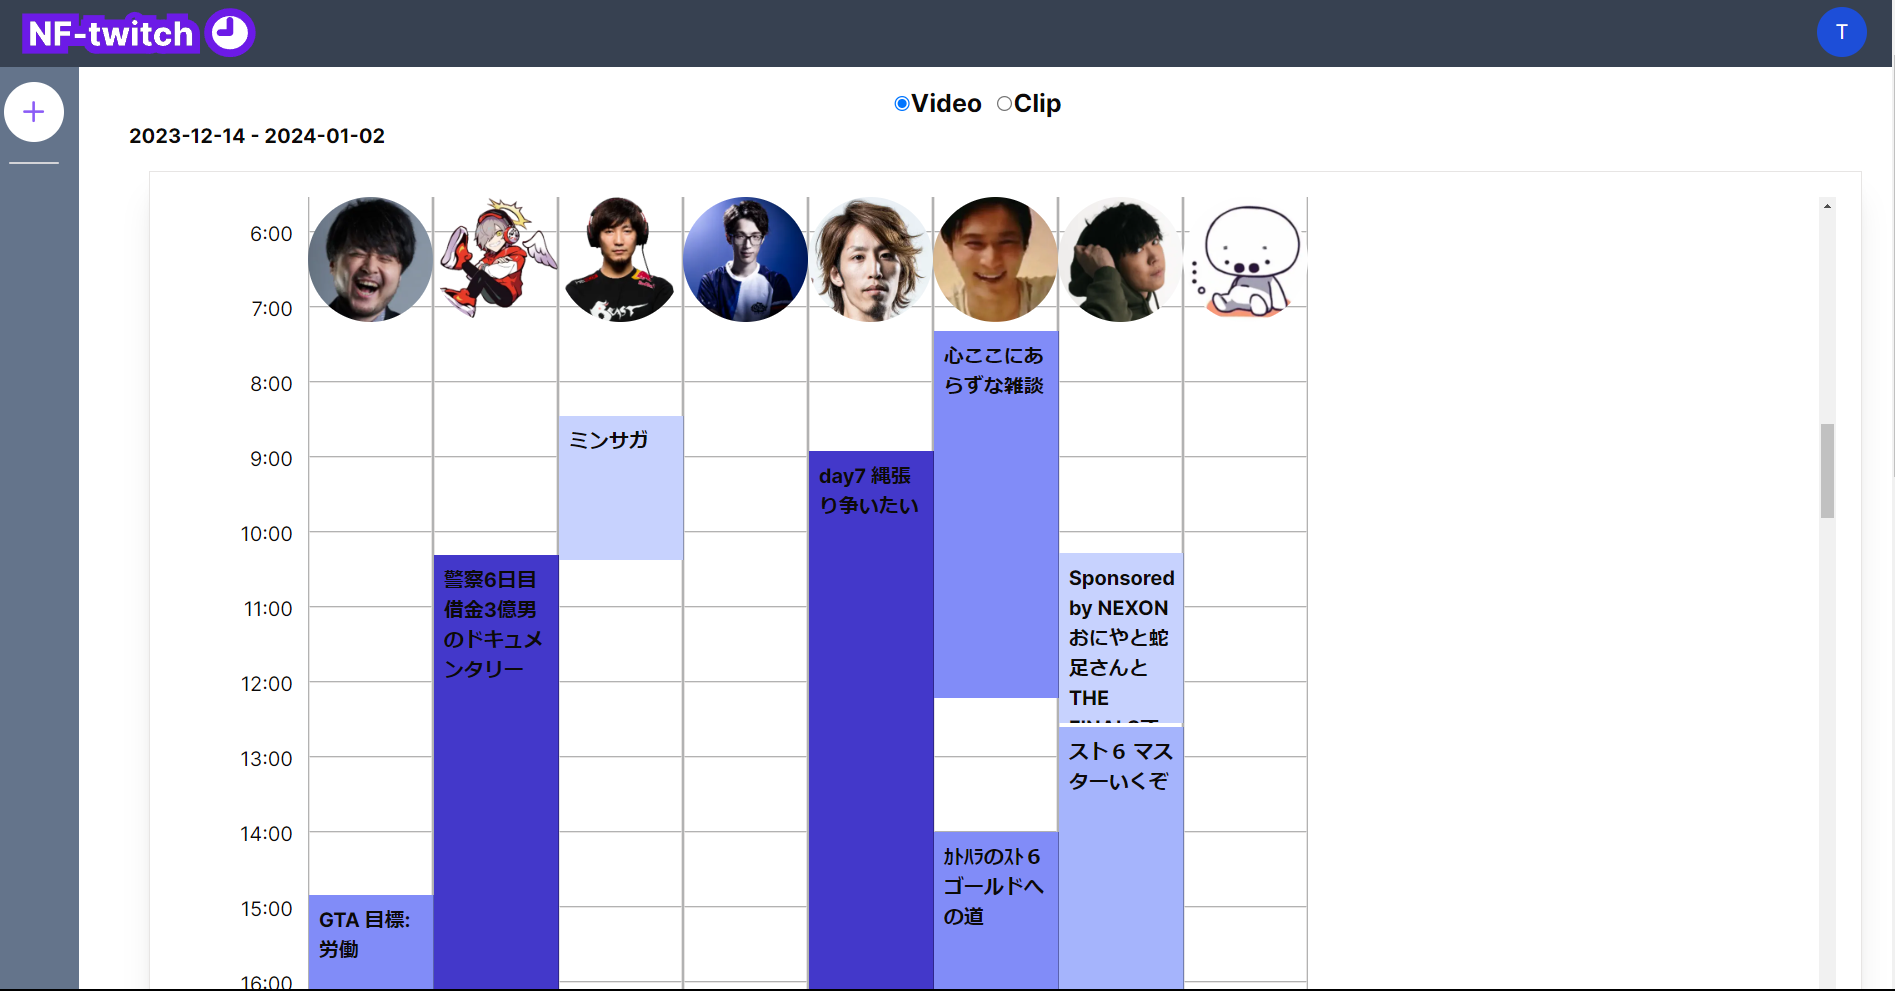 NF-twitch
T
Video Clip
2023-12-14 - 2024-01-02
6:00
7:00
8:00
9:00
10:00
11:00
12:00
13:00
14:00
15:00
16:00
GTA 目標:
労働
警察6日目
借金3億男
のドキュメ
ンタリー
ミンサガ
day7 縄張
り争いたい
心ここにあ
らずな雑談
ｶﾄﾊﾗのｽﾄ６
ゴールドへ
の道
Sponsored
by NEXON
おにやと蛇
足さんと
THE
スト６ マス
ターいくぞ